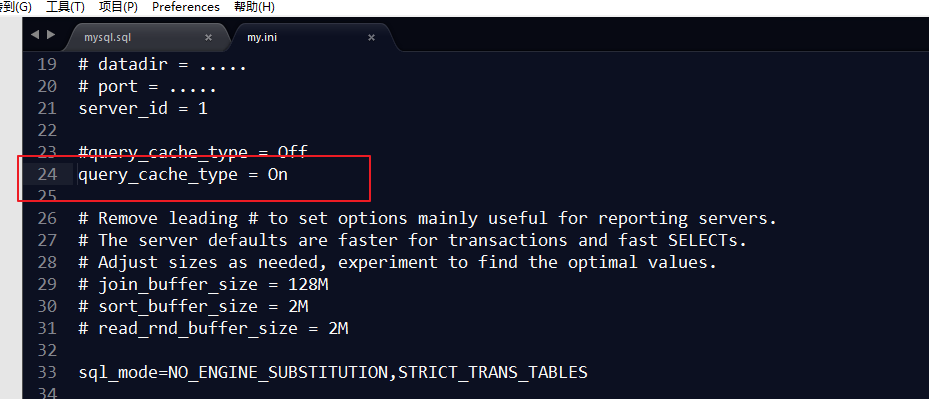 工具(T) 项目(P) Preferences 帮助(H)
mysql.sql × my.ini ×
19 # datadir = .....
20 # port = .....
21 server_id = 1
22
23 #query_cache_type = Off
24 query_cache_type = On
25
26 # Remove leading # to set options mainly useful for reporting servers.
27 # The server defaults are faster for transactions and fast SELECTs.
28 # Adjust sizes as needed, experiment to find the optimal values.
29 # join_buffer_size = 128M
30 # sort_buffer_size = 2M
31 # read_rnd_buffer_size = 2M
32
33 sql_mode=NO_ENGINE_SUBSTITUTION,STRICT_TRANS_TABLES
34